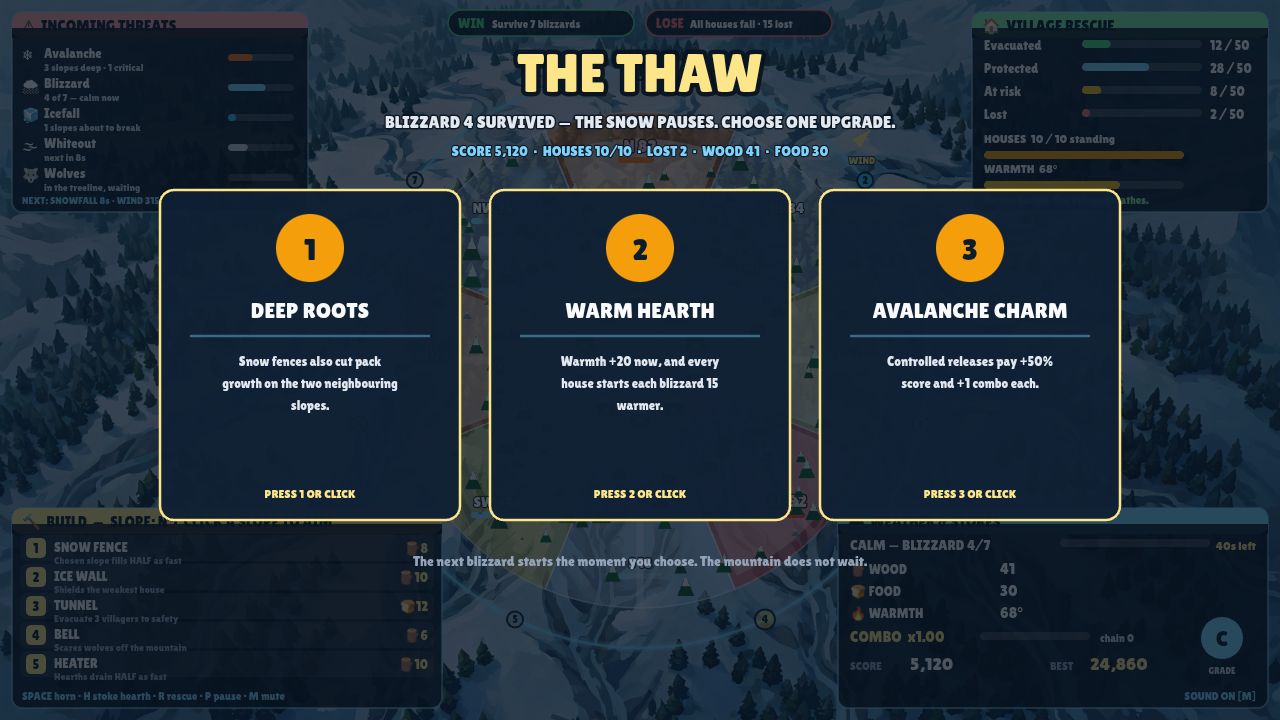 INCOMING THREATS
Avalanche
3 slopes deep · 1 critical
Blizzard
4 of 7 — calm now
Icefall
1 slopes about to break
Whiteout
next in 8s
Wolves
in the treeline, waiting
NEXT: SNOWFALL 8s · WIND 315
WIN Survive 7 blizzards
LOSE All houses fall · 15 lost
VILLAGE RESCUE
Evacuated 12 / 50
Protected 28 / 50
At risk 8 / 50
Lost 2 / 50
HOUSES 10 / 10 standing
WARMTH 68°
THE THAW
BLIZZARD 4 SURVIVED — THE SNOW PAUSES. CHOOSE ONE UPGRADE.
SCORE 5,120 · HOUSES 10/10 · LOST 2 · WOOD 41 · FOOD 30
WIND
7
2
1
DEEP ROOTS
Snow fences also cut pack
growth on the two neighbouring
slopes.
PRESS 1 OR CLICK
2
WARM HEARTH
Warmth +20 now, and every
house starts each blizzard 15
warmer.
PRESS 2 OR CLICK
3
AVALANCHE CHARM
Controlled releases pay +50%
score and +1 combo each.
PRESS 3 OR CLICK
The next blizzard starts the moment you choose. The mountain does not wait.
5
4
1 SNOW FENCE 8
Chosen slope fills HALF as fast
2 ICE WALL 10
Shields the weakest house
3 TUNNEL 12
Evacuate 3 villagers to safety
4 BELL 6
Scares wolves off the mountain
5 HEATER 10
Hearths drain HALF as fast
SPACE horn · H stoke hearth · R rescue · P pause · M mute
CALM — BLIZZARD 4/7 40s left
WOOD 41
FOOD 30
WARMTH 68°
COMBO x1.00 chain 0
SCORE 5,120 BEST 24,860
C
GRADE
SOUND ON [M]